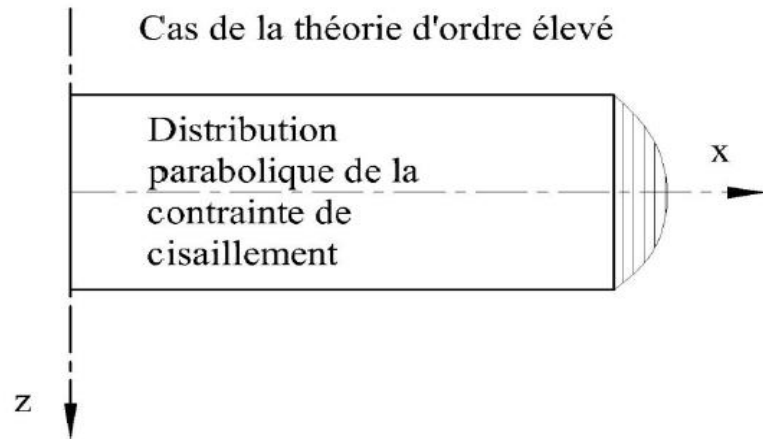 Cas de la théorie d'ordre élevé
Distribution
parabolique de la
contrainte de
cisaillement
x
z